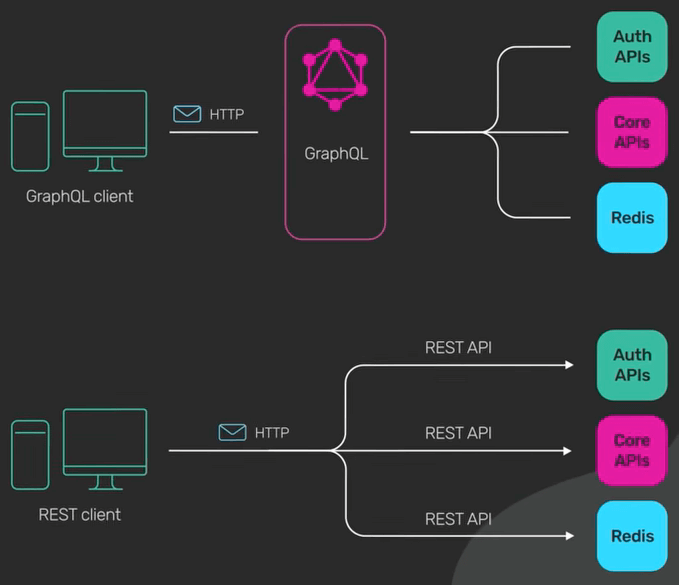 Auth
APIs
HTTP
Core
APIs
GraphQL
GraphQL client
Redis
REST API
Auth
APIs
HTTP
REST API
Core
APIs
REST client
REST API
Redis